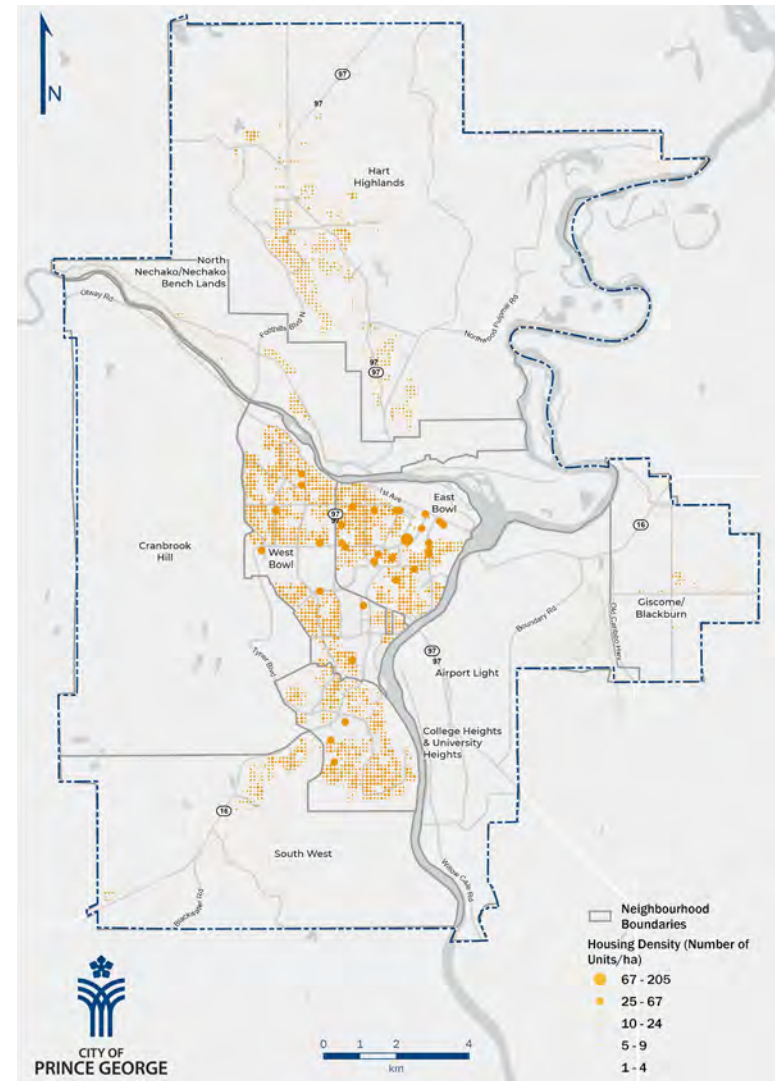 N
97
97
Hart
Highlands
North
Nechako/Nechako
Bench Lands
Otway Rd
Foothills Blvd N
Northwood Pulpmill Rd
97
97
1st Ave
East
Bowl
97
97
16
Cranbrook
Hill
West
Bowl
Giscome/
Blackburn
Boundary Rd
Old Cariboo Hwy
Tyner Blvd
97
97
Airport Light
College Heights
& University
Heights
16
South West
Willow Cale Rd
Blackwater Rd
Neighbourhood
Boundaries
Housing Density (Number of
Units/ha)
67 - 205
25 - 67
10 - 24
5 - 9
1 - 4
CITY OF
PRINCE GEORGE
0 1 2 4
km